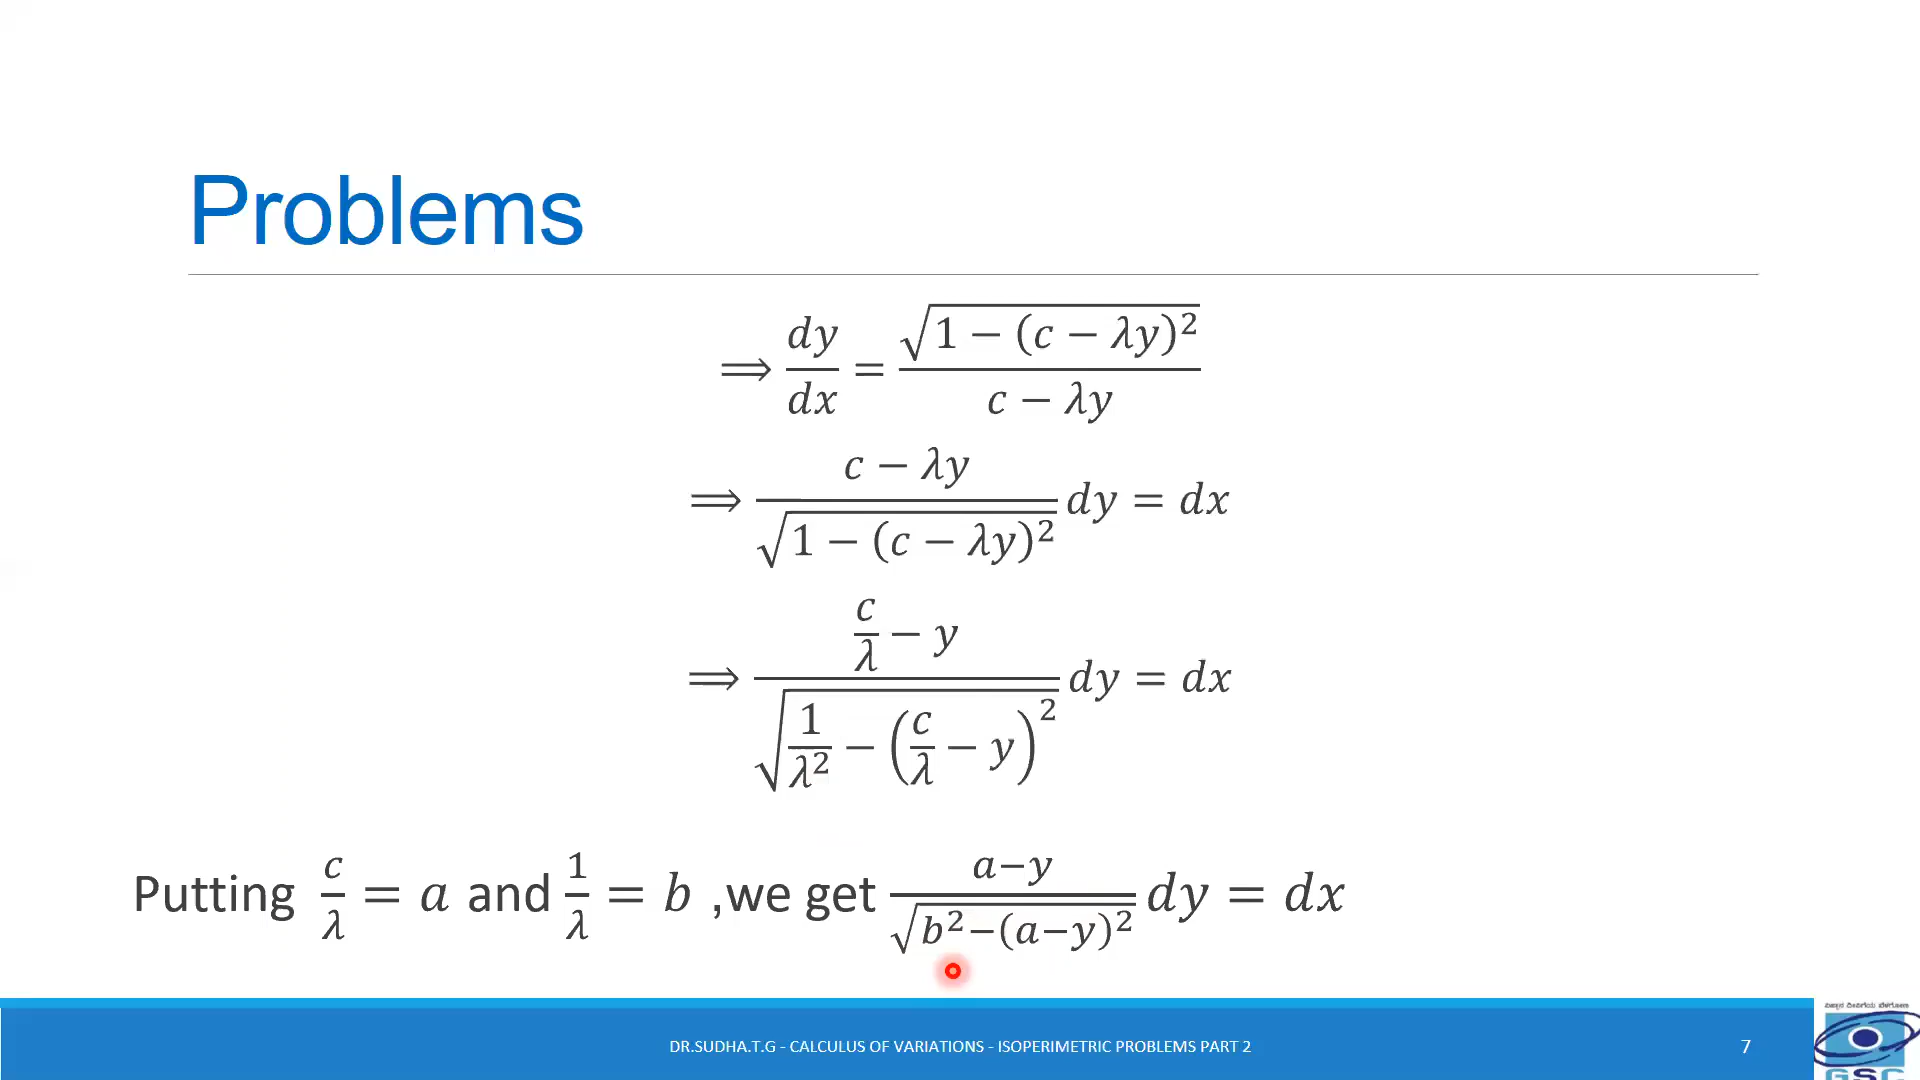 Problems
⟹ dy/dx = √(1 − (c − λy)²) / (c − λy)
⟹ (c − λy) / √(1 − (c − λy)²) dy = dx
⟹ (c/λ − y) / √(1/λ² − (c/λ − y)²) dy = dx
Putting c/λ = a and 1/λ = b ,we get (a−y) / √(b²−(a−y)²) dy = dx
DR.SUDHA.T.G - CALCULUS OF VARIATIONS - ISOPERIMETRIC PROBLEMS PART 2
7
GSC